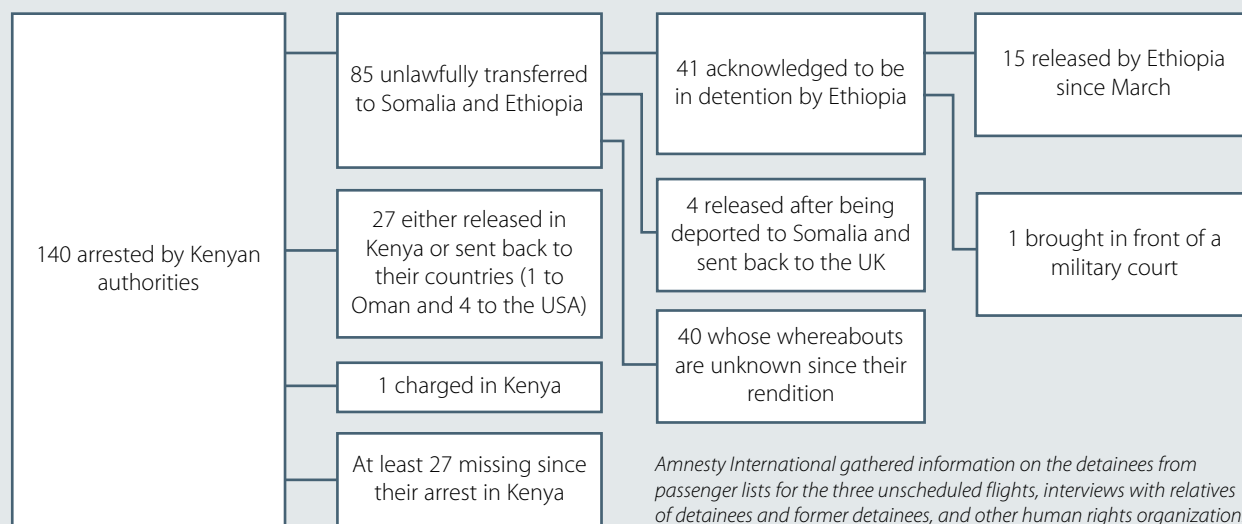 140 arrested by Kenyan
authorities
85 unlawfully transferred
to Somalia and Ethiopia
27 either released in
Kenya or sent back to
their countries (1 to
Oman and 4 to the USA)
1 charged in Kenya
At least 27 missing since
their arrest in Kenya
41 acknowledged to be
in detention by Ethiopia
4 released after being
deported to Somalia and
sent back to the UK
40 whose whereabouts
are unknown since their
rendition
15 released by Ethiopia
since March
1 brought in front of a
military court
Amnesty International gathered information on the detainees from
passenger lists for the three unscheduled flights, interviews with relatives
of detainees and former detainees, and other human rights organization